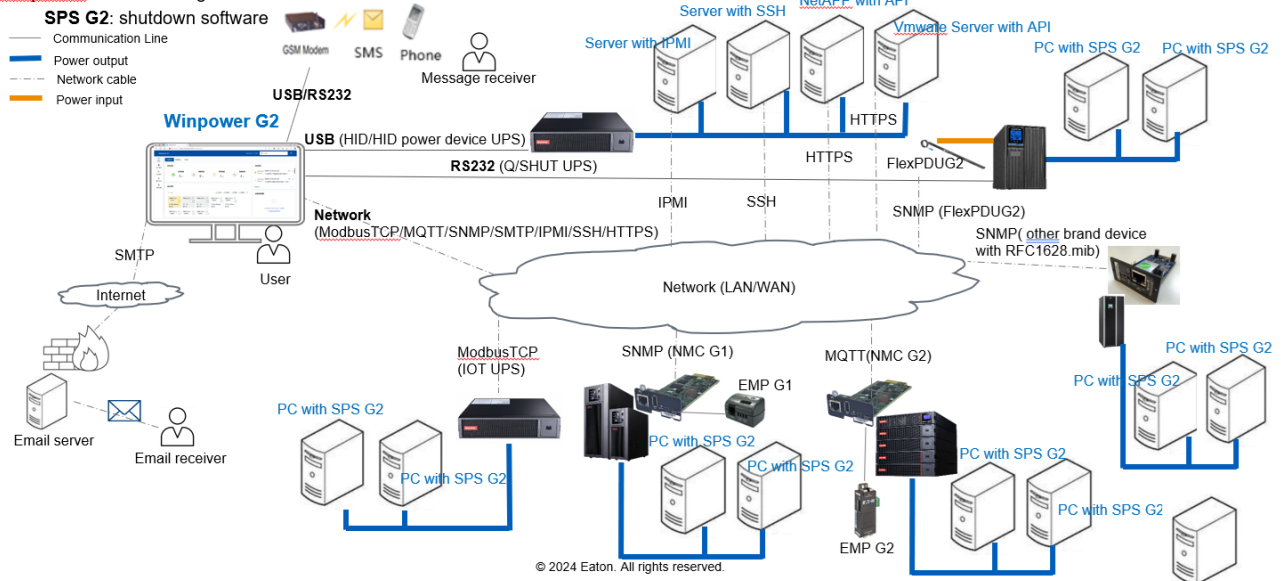 SPS G2: shutdown software
Communication Line
Power output
Network cable
Power input
GSM Modem
SMS
Phone
Message receiver
USB/RS232
Winpower G2
USB (HID/HID power device UPS)
RS232 (Q/SHUT UPS)
Network
(ModbusTCP/MQTT/SNMP/SMTP/IPMI/SSH/HTTPS)
User
SMTP
Internet
Email server
Email receiver
Server with IPMI
Server with SSH
NetAPP with API
Vmwate Server with API
PC with SPS G2
PC with SPS G2
HTTPS
HTTPS
FlexPDUG2
IPMI
SSH
SNMP (FlexPDUG2)
SNMP( other brand device
with RFC1628.mib)
Network (LAN/WAN)
ModbusTCP
(IOT UPS)
SNMP (NMC G1)
EMP G1
MQTT(NMC G2)
EMP G2
PC with SPS G2
PC with SPS G2
PC with SPS G2
PC with SPS G2
PC with SPS G2
PC with SPS G2
PC with SPS G2
PC with SPS G2
© 2024 Eaton. All rights reserved.